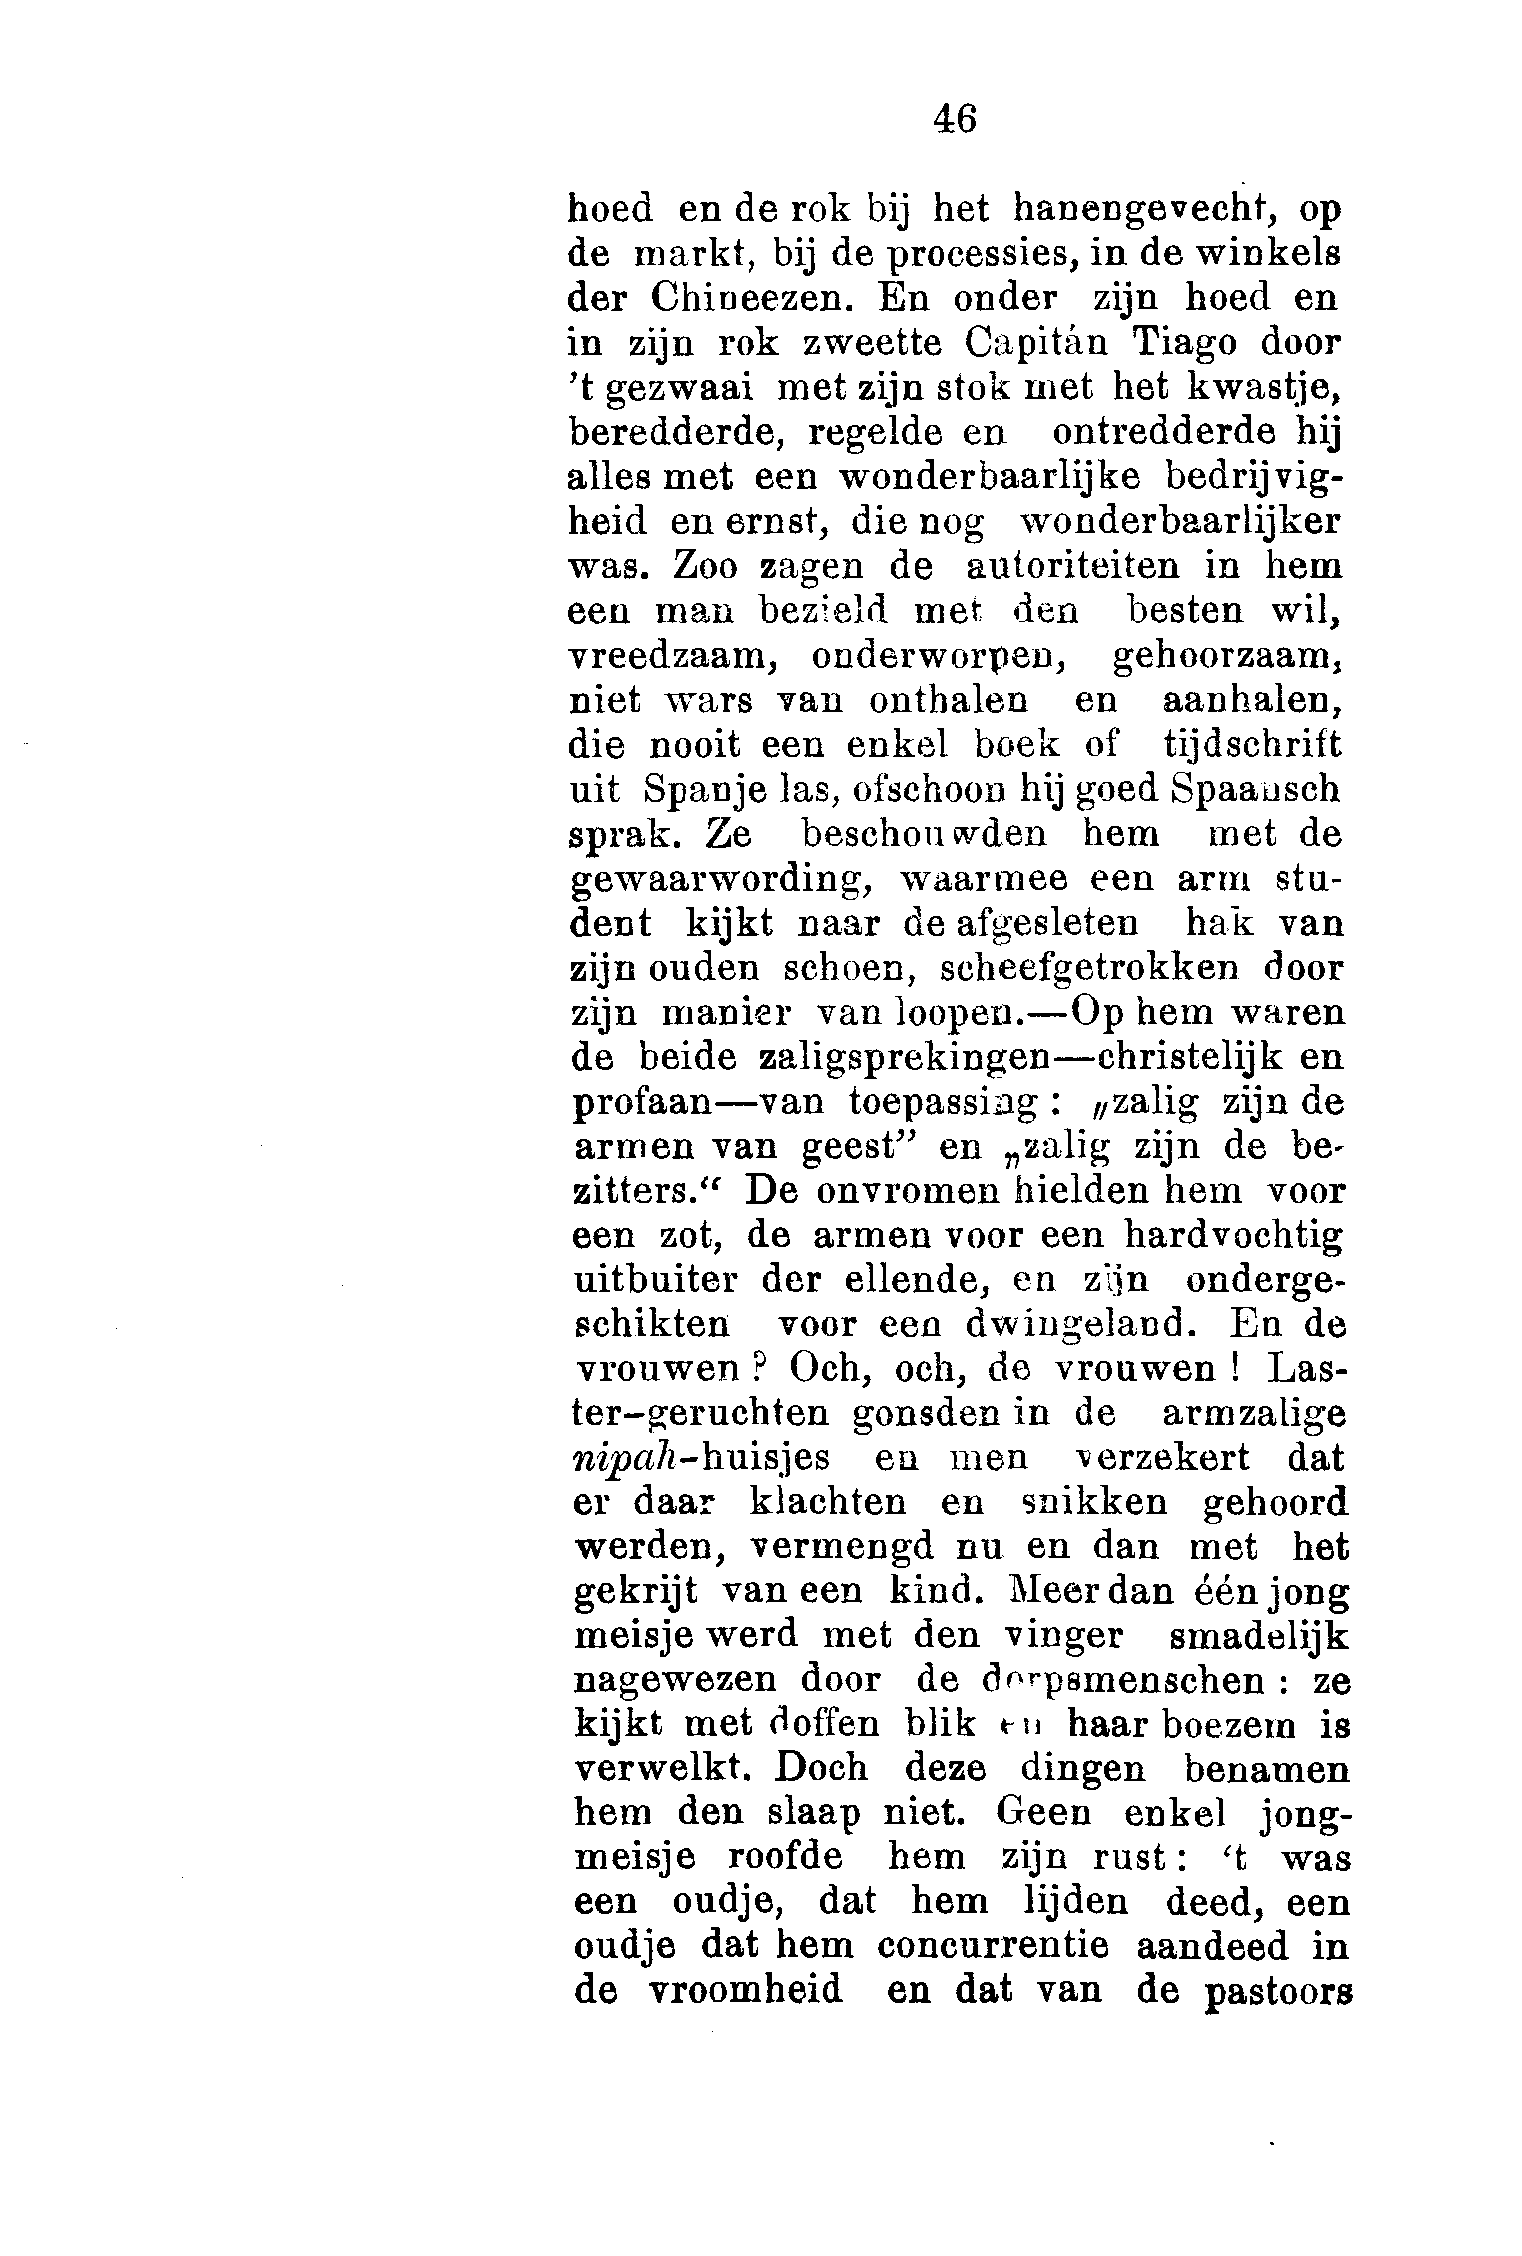 46
hoed en de rok bij het hanengevecht, op
de markt, bij de processies, in de winkels
der Chineezen. En onder zijn hoed en
in zijn rok zweette Capitán Tiago door
't gezwaai met zijn stok met het kwastje,
beredderde, regelde en ontredderde hij
alles met een wonderbaarlijke bedrijvig-
heid en ernst, die nog wonderbaarlijker
was. Zoo zagen de autoriteiten in hem
een man bezield met den besten wil,
vreedzaam, onderworpen, gehoorzaam,
niet wars van onthalen en aanhalen,
die nooit een enkel boek of tijdschrift
uit Spanje las, ofschoon hij goed Spaansch
sprak. Ze beschouwden hem met de
gewaarwording, waarmee een arm stu-
dent kijkt naar de afgesleten hak van
zijn ouden schoen, scheefgetrokken door
zijn manier van loopen.—Op hem waren
de beide zaligsprekingen—christelijk en
profaan—van toepassing : „zalig zijn de
armen van geest” en „zalig zijn de be-
zitters.“ De onvromen hielden hem voor
een zot, de armen voor een hardvochtig
uitbuiter der ellende, en zijn onderge-
schikten voor een dwingeland. En de
vrouwen ? Och, och, de vrouwen ! Las-
ter-geruchten gonsden in de armzalige
nipah-huisjes en men verzekert dat
er daar klachten en snikken gehoord
werden, vermengd nu en dan met het
gekrijt van een kind. Meer dan één jong
meisje werd met den vinger smadelijk
nagewezen door de dorpsmenschen : ze
kijkt met doffen blik en haar boezem is
verwelkt. Doch deze dingen benamen
hem den slaap niet. Geen enkel jong-
meisje roofde hem zijn rust : ‘t was
een oudje, dat hem lijden deed, een
oudje dat hem concurrentie aandeed in
de vroomheid en dat van de pastoors